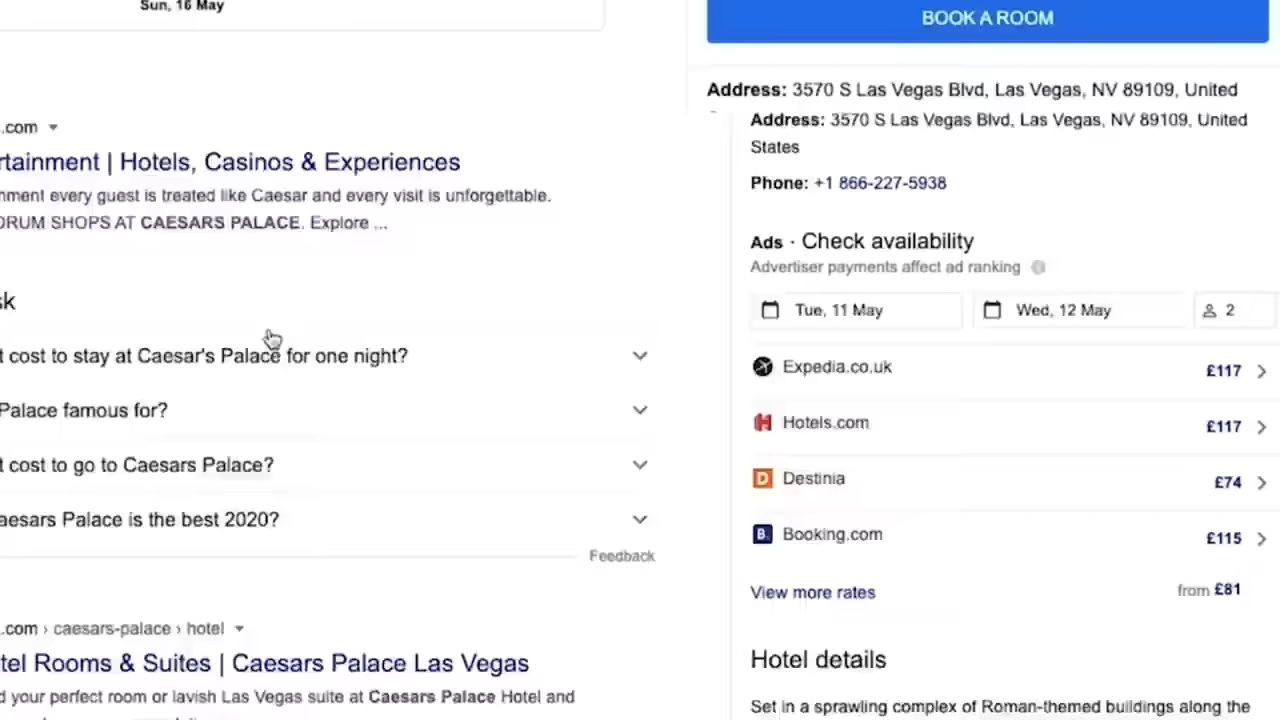 Sun, 16 May
.com
rtainment | Hotels, Casinos & Experiences
nment every guest is treated like Caesar and every visit is unforgettable.
ORUM SHOPS AT CAESARS PALACE. Explore ...
sk
t cost to stay at Caesar's Palace for one night?
Palace famous for?
t cost to go to Caesars Palace?
aesars Palace is the best 2020?
Feedback
.com › caesars-palace › hotel
tel Rooms & Suites | Caesars Palace Las Vegas
d your perfect room or lavish Las Vegas suite at Caesars Palace Hotel and
BOOK A ROOM
Address: 3570 S Las Vegas Blvd, Las Vegas, NV 89109, United
Address: 3570 S Las Vegas Blvd, Las Vegas, NV 89109, United
States
Phone: +1 866-227-5938
Ads · Check availability
Advertiser payments affect ad ranking
Tue, 11 May Wed, 12 May 2
Expedia.co.uk £117
Hotels.com £117
D Destinia £74
B. Booking.com £115
View more rates from £81
Hotel details
Set in a sprawling complex of Roman-themed buildings along the